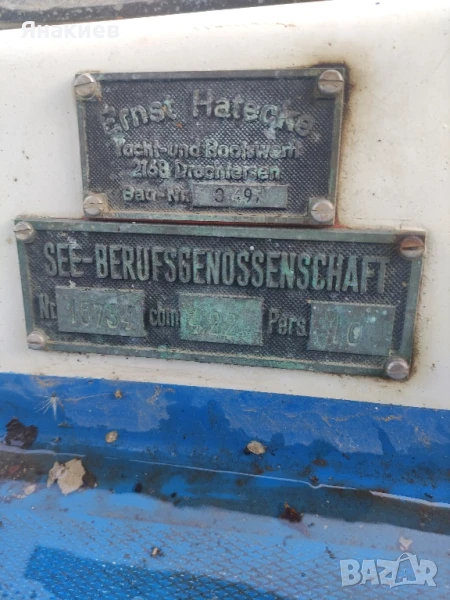 Янакиев
Ernst Hatecke
Yacht-und Bootswerft
2168 Drochtersen
Bau-Nr.
SEE-BERUFSGENOSSENSCHAFT
Nr. cbm Pers.
BAZAR